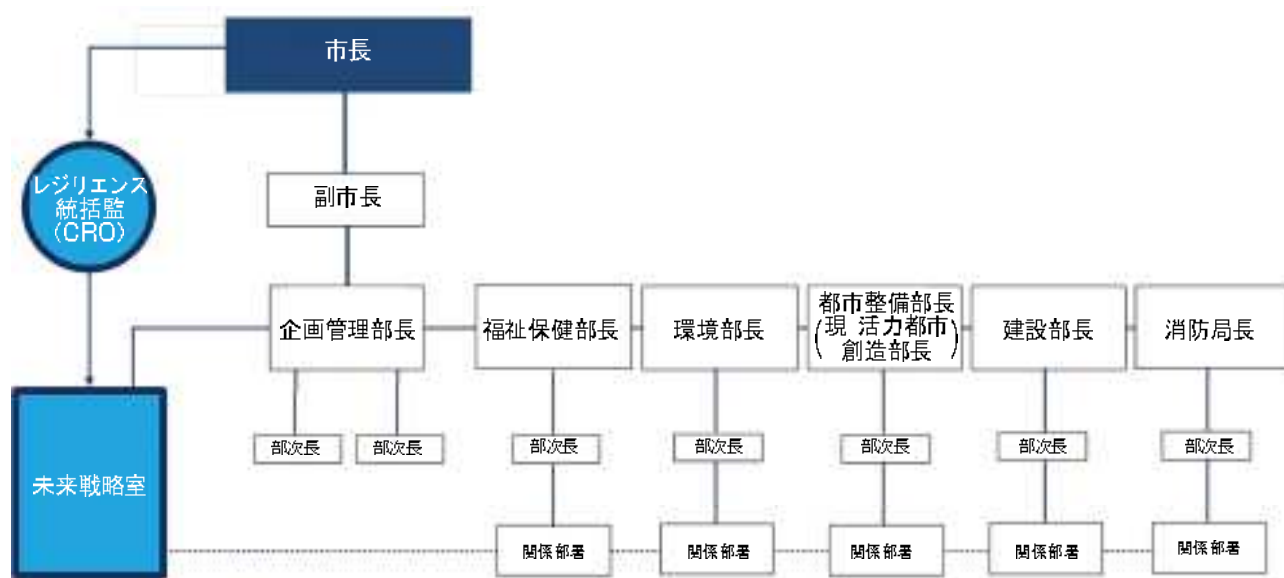 市長
レジリエンス
統括監
(CRO)
副市長
企画管理部長
福祉保健部長
環境部長
都市整備部長
(現 活力都市
創造部長)
建設部長
消防局長
部次長
部次長
部次長
部次長
部次長
部次長
部次長
未来戦略室
関係部署
関係部署
関係部署
関係部署
関係部署